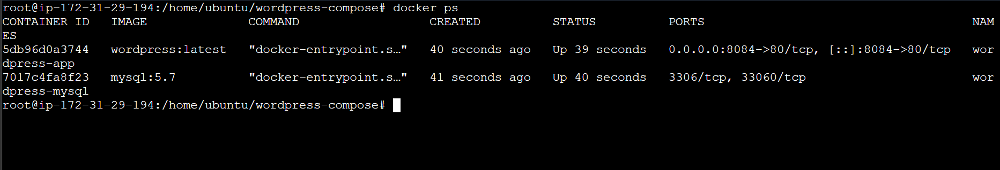 root@ip-172-31-29-194:/home/ubuntu/wordpress-compose# docker ps
CONTAINER ID   IMAGE              COMMAND                  CREATED          STATUS          PORTS                                     NAM
ES
5db96d0a3744   wordpress:latest   "docker-entrypoint.s…"   40 seconds ago   Up 39 seconds   0.0.0.0:8084->80/tcp, [::]:8084->80/tcp   wor
dpress-app
7017c4fa8f23   mysql:5.7          "docker-entrypoint.s…"   41 seconds ago   Up 40 seconds   3306/tcp, 33060/tcp                       wor
dpress-mysql
root@ip-172-31-29-194:/home/ubuntu/wordpress-compose#